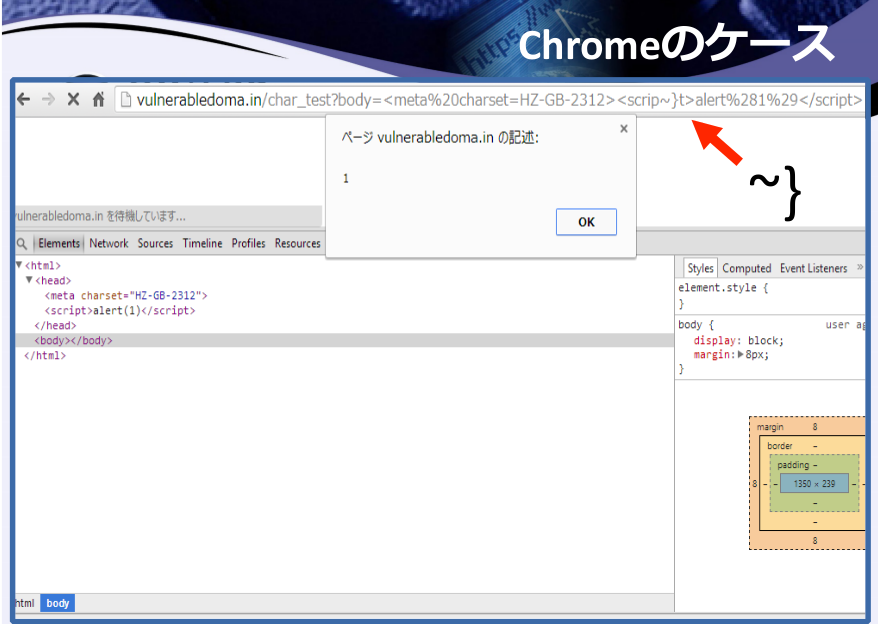 https://w
Chromeのケース
vulnerabledoma.in/char_test?body=<meta%20charset=HZ-GB-2312><scrip~}t>alert%281%29</script>
ページ vulnerabledoma.in の記述:
x
1
OK
~}
vulnerabledoma.in を待機しています...
Elements Network Sources Timeline Profiles Resources
<html>
<head>
<meta charset="HZ-GB-2312">
<script>alert(1)</script>
</head>
<body></body>
</html>
Styles Computed Event Listeners »
element.style {
}
body { user ag
display: block;
margin:▶8px;
}
margin 8
border –
padding –
8 – – 1350 × 239 – –
–
–
8
html body